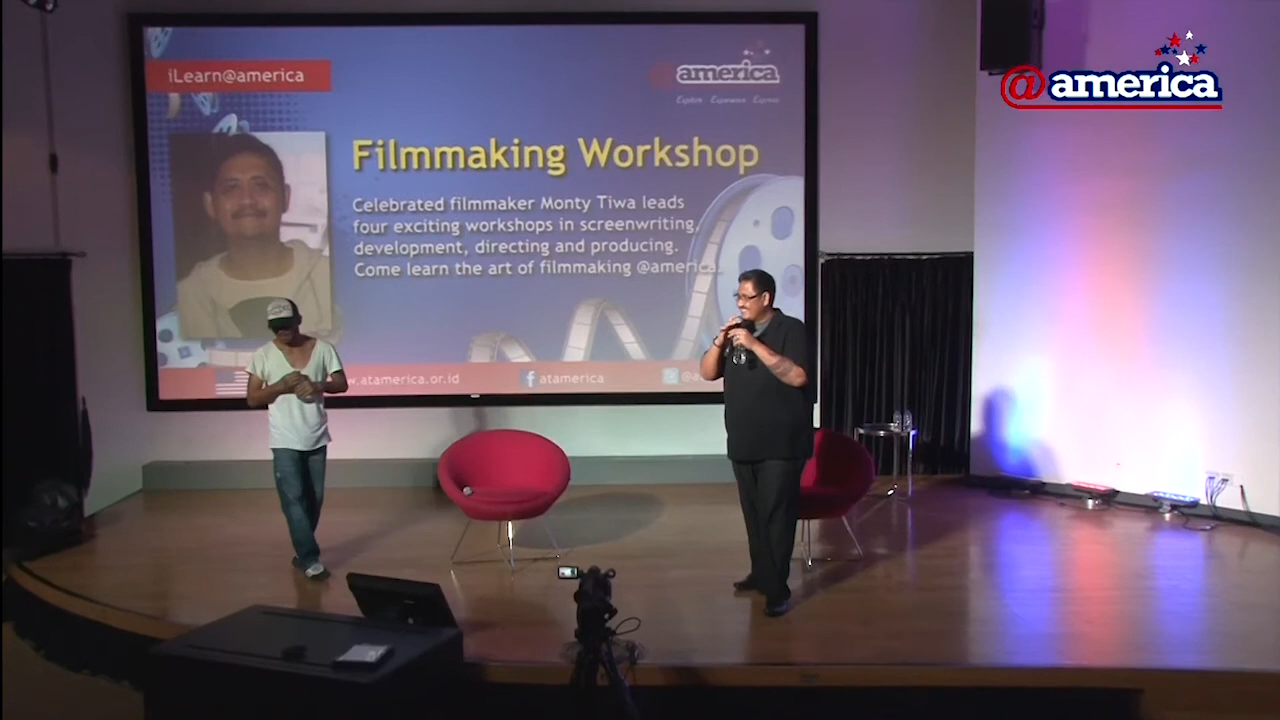 iLearn@america
america
Explore Experience Express
Filmmaking Workshop
Celebrated filmmaker Monty Tiwa leads
four exciting workshops in screenwriting,
development, directing and producing.
Come learn the art of filmmaking @america.
w.atamerica.or.id
atamerica
@america